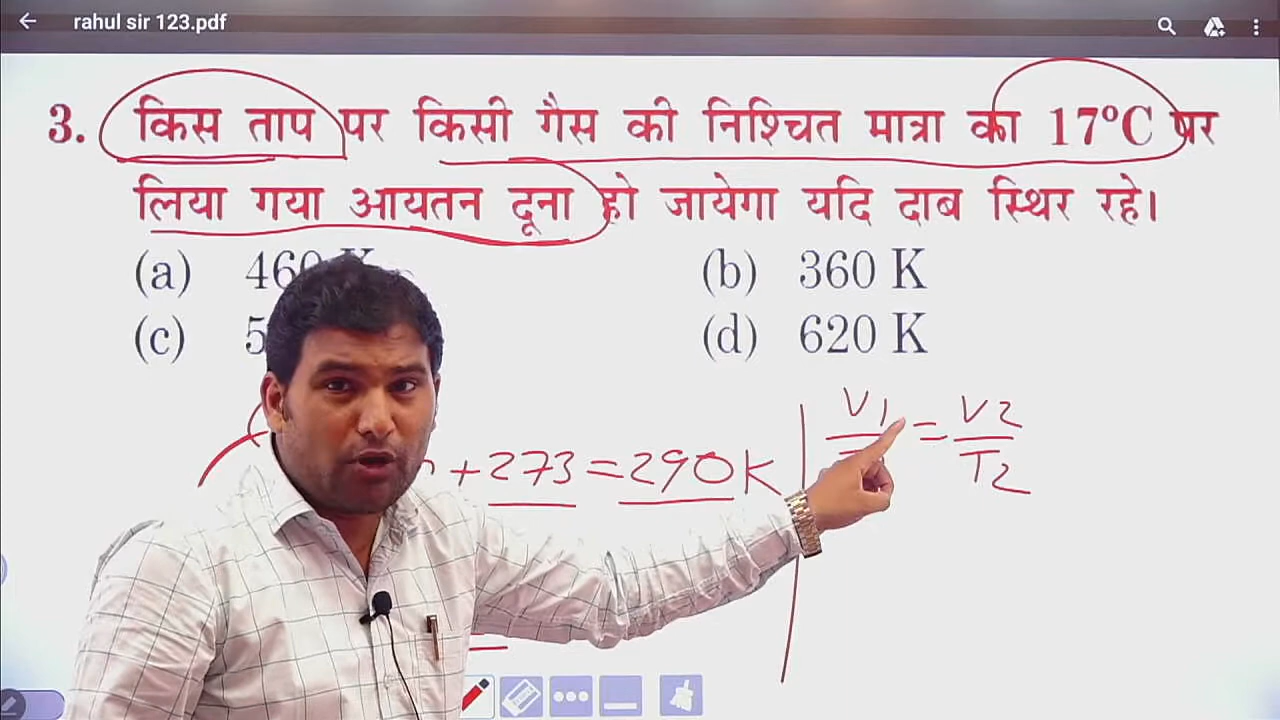 rahul sir 123.pdf
3. किस ताप पर किसी गैस की निश्चित मात्रा का 17°C पर
लिया गया आयतन दूना हो जायेगा यदि दाब स्थिर रहे।
(a) 460 K (b) 360 K
(c) 5 (d) 620 K
V1 = V2
+ 273 = 290 K
T2